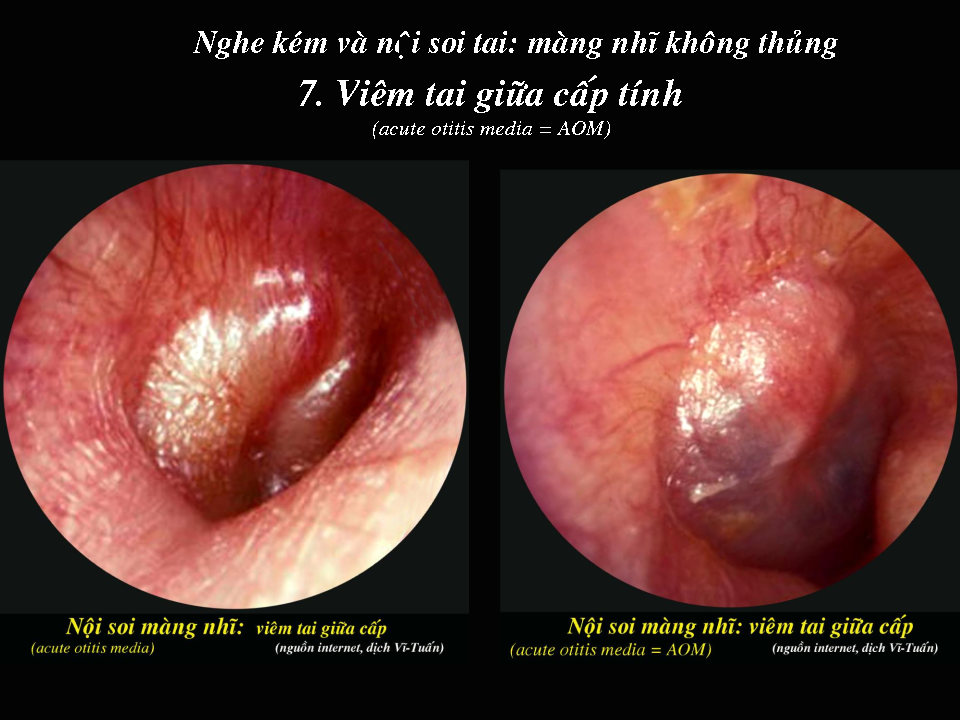 Nghe kém và nội soi tai: màng nhĩ không thủng
7. Viêm tai giữa cấp tính
(acute otitis media = AOM)
Nội soi màng nhĩ: viêm tai giữa cấp
(acute otitis media)
(nguồn internet, dịch Vĩ-Tuấn)
Nội soi màng nhĩ: viêm tai giữa cấp
(acute otitis media = AOM)
(nguồn internet, dịch Vĩ-Tuấn)